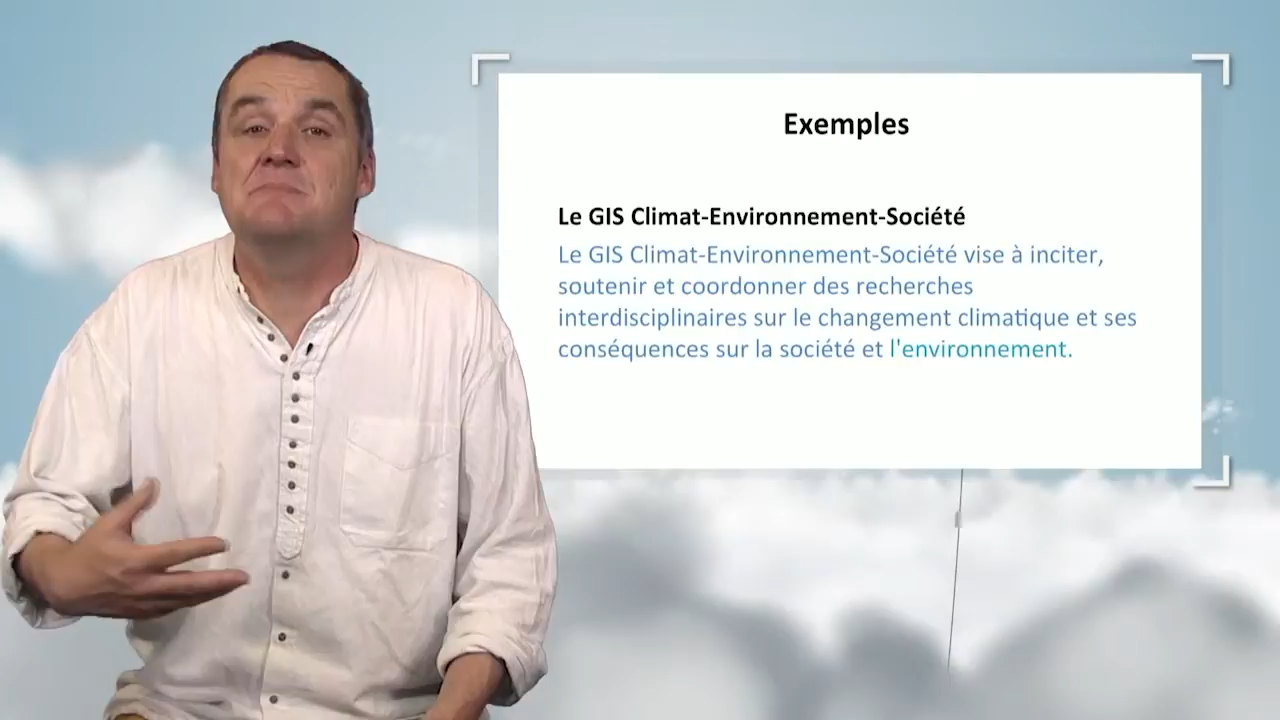 Exemples
Le GIS Climat-Environnement-Société
Le GIS Climat-Environnement-Société vise à inciter,
soutenir et coordonner des recherches
interdisciplinaires sur le changement climatique et ses
conséquences sur la société et l'environnement.